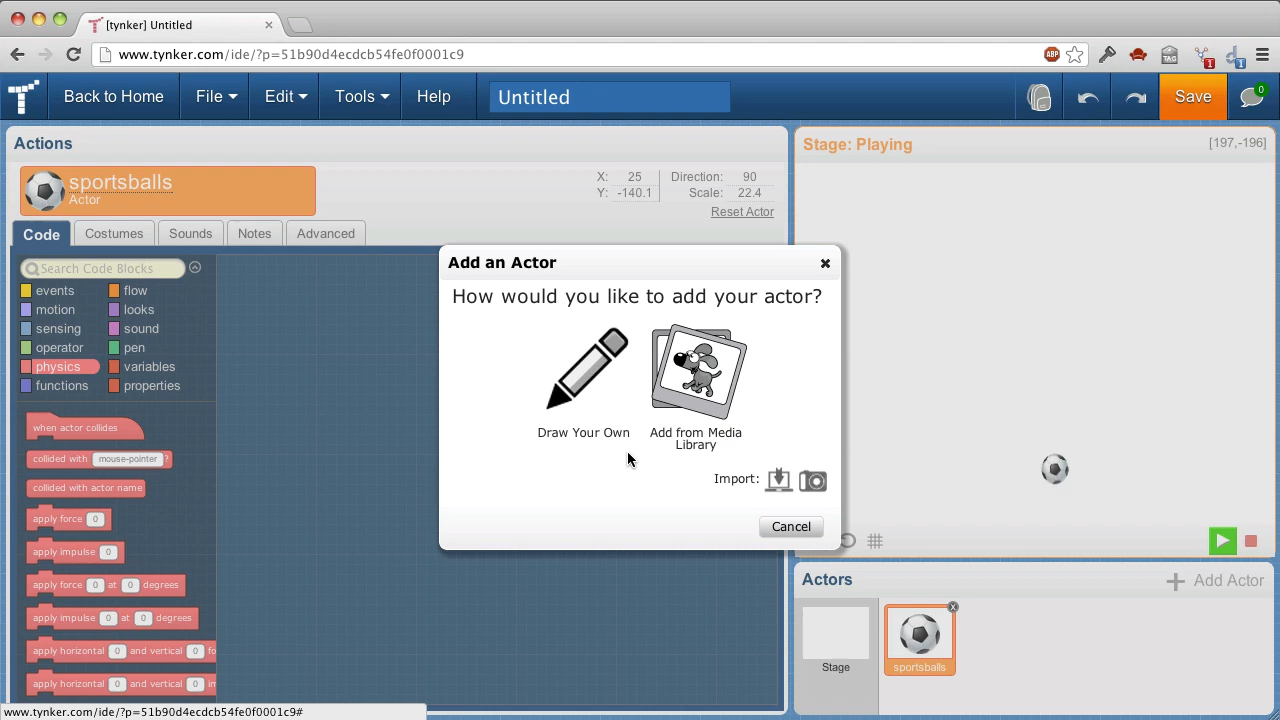 [tynker] Untitled
www.tynker.com/ide/?p=51b90d4ecdcb54fe0f0001c9
ABP
TAG
1
1
Back to Home
File
Edit
Tools
Help
Untitled
Save
0
Actions
Stage: Playing
[197,-196]
sportsballs
Actor
X: 25
Direction: 90
Y: -140.1
Scale: 22.4
Reset Actor
Code
Costumes
Sounds
Notes
Advanced
Search Code Blocks
events
flow
motion
looks
sensing
sound
operator
pen
physics
variables
functions
properties
when actor collides
collided with mouse-pointer ?
collided with actor name
apply force 0
apply impulse 0
apply force 0 at 0 degrees
apply impulse 0 at 0 degrees
apply horizontal 0 and vertical 0 fo
apply horizontal 0 and vertical 0 im
Add an Actor
How would you like to add your actor?
Draw Your Own
Add from Media
Library
Import:
Cancel
Actors
Add Actor
Stage
x
sportsballs
www.tynker.com/ide/?p=51b90d4ecdcb54fe0f0001c9#